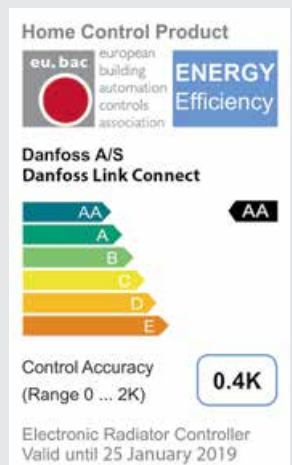 Home Control Product
eu.bac
european
building
automation
controls
association
ENERGY
Efficiency
Danfoss A/S
Danfoss Link Connect
AA
AA
A
B
C
D
E
Control Accuracy
(Range 0 ... 2K)
0.4K
Electronic Radiator Controller
Valid until 25 January 2019